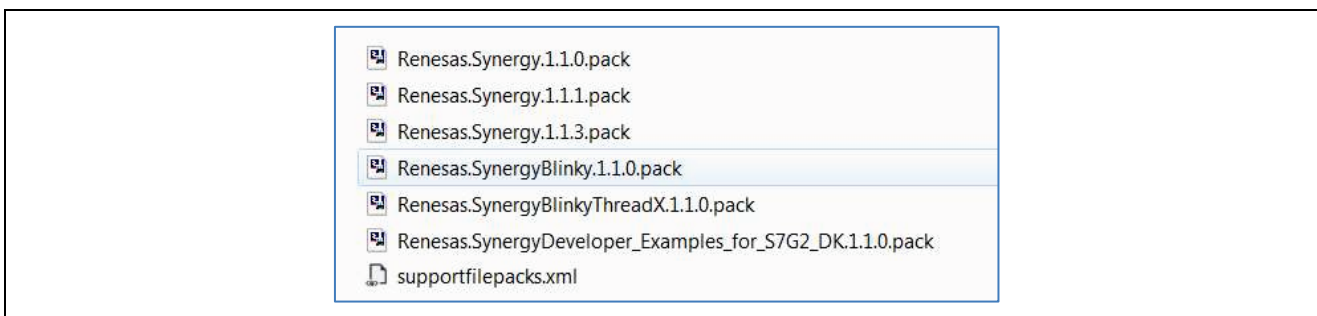 Renesas.Synergy.1.1.0.pack
Renesas.Synergy.1.1.1.pack
Renesas.Synergy.1.1.3.pack
Renesas.SynergyBlinky.1.1.0.pack
Renesas.SynergyBlinkyThreadX.1.1.0.pack
Renesas.SynergyDeveloper_Examples_for_S7G2_DK.1.1.0.pack
supportfilepacks.xml